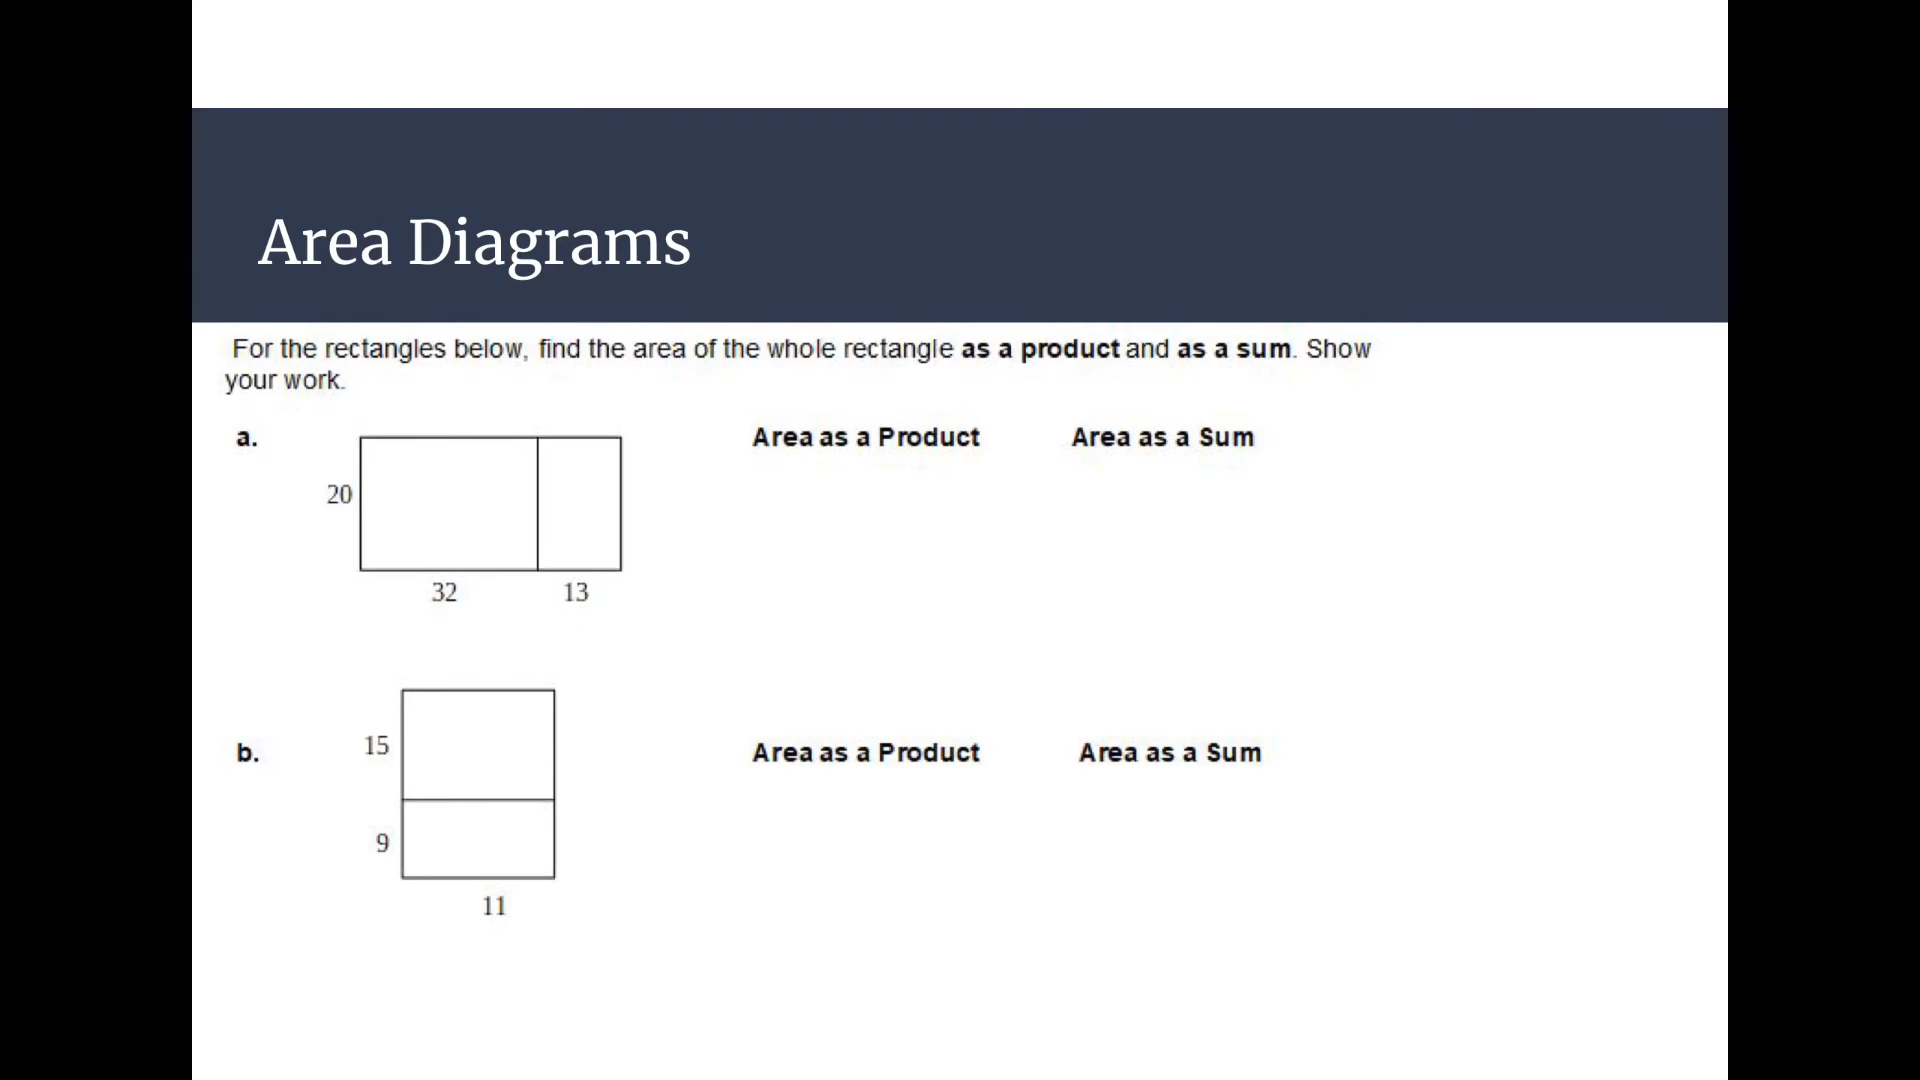 Area Diagrams
For the rectangles below, find the area of the whole rectangle as a product and as a sum. Show
your work.
a.
Area as a Product
Area as a Sum
20
32
13
15
b.
Area as a Product
Area as a Sum
9
11